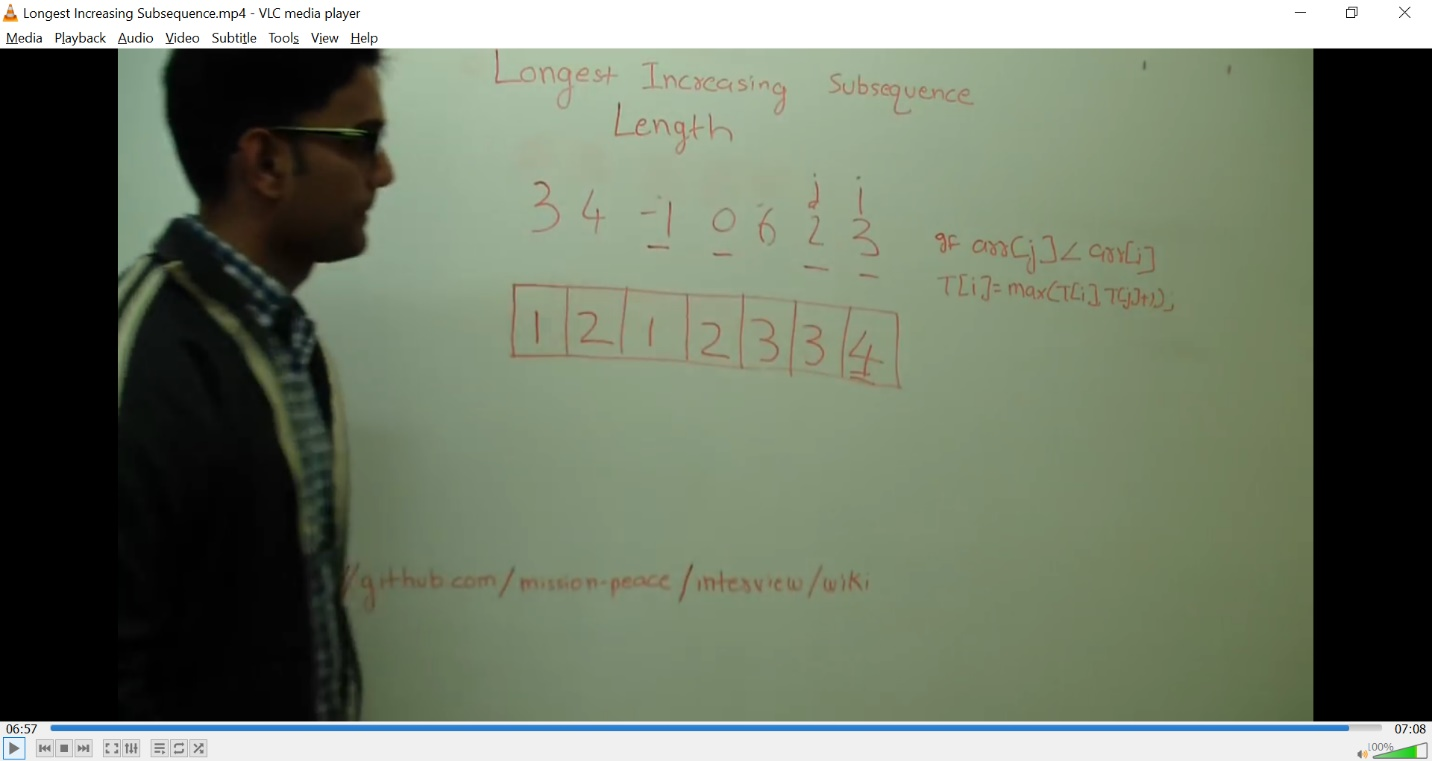 Longest Increasing Subsequence.mp4 - VLC media player
Media Playback Audio Video Subtitle Tools View Help
Longest Increasing Subsequence
Length
j i
3 4 -1 0 6 2 3
if arr[j] < arr[i]
T[i] = max(T[i] T[j]+1);
1 2 1 2 3 3 4
//github.com/mission-peace/interview/wiki
06:57 07:08
100%